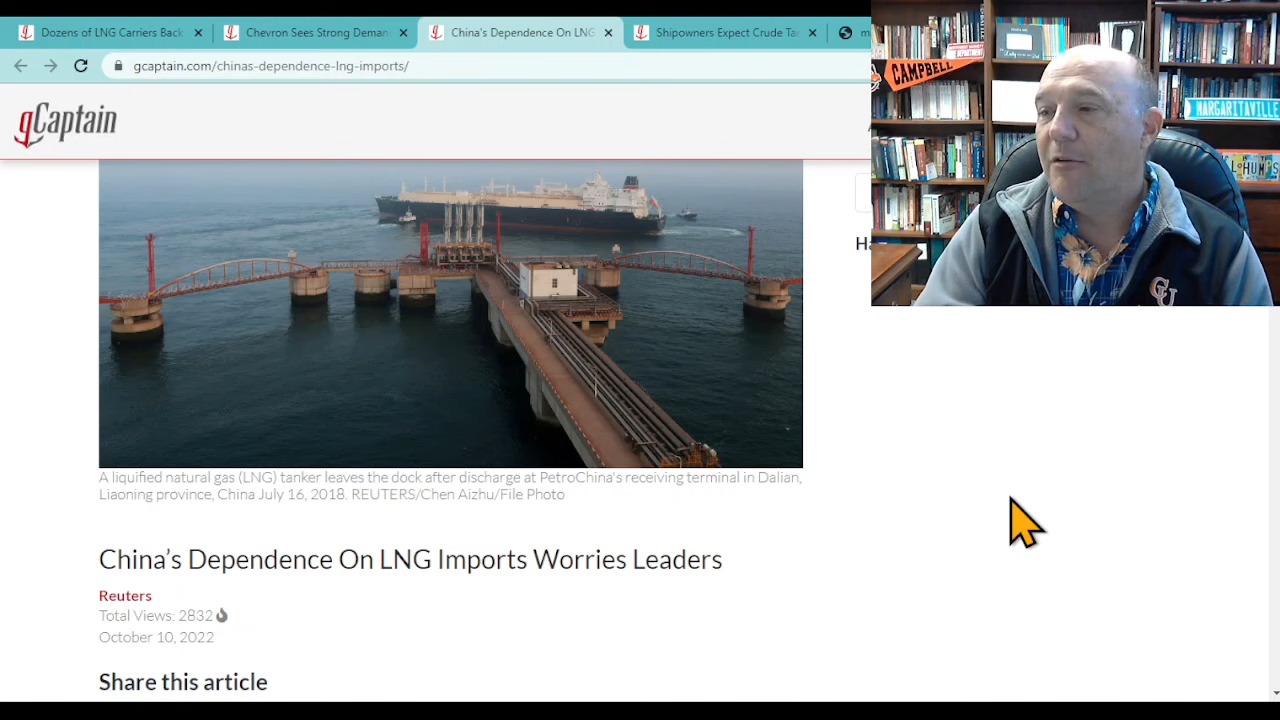 Dozens of LNG Carriers Back
Chevron Sees Strong Deman
China's Dependence On LNG
Shipowners Expect Crude Ta
m
gcaptain.com/chinas-dependence-lng-imports/
gCaptain
Ha
CAMPBELL
MARGARITAVILLE
CU
A liquified natural gas (LNG) tanker leaves the dock after discharge at PetroChina's receiving terminal in Dalian,
Liaoning province, China July 16, 2018. REUTERS/Chen Aizhu/File Photo
China’s Dependence On LNG Imports Worries Leaders
Reuters
Total Views: 2832
October 10, 2022
Share this article